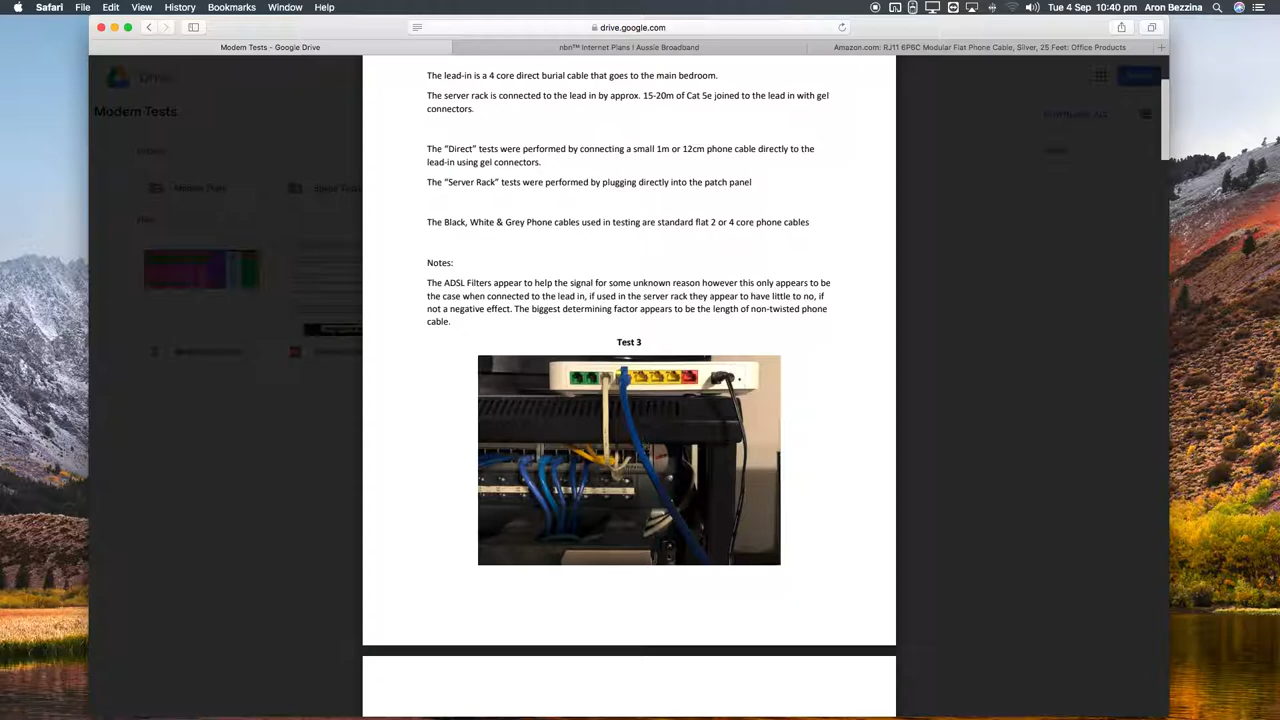 Safari File Edit View History Bookmarks Window Help Tue 4 Sep 10:40 pm Aron Bezzina
drive.google.com
Modem Tests - Google Drive nbn™ Internet Plans | Aussie Broadband Amazon.com: RJ11 6P6C Modular Flat Phone Cable, Silver, 25 Feet: Office Products
Drive
Modem Tests
DOWNLOAD ALL
The lead-in is a 4 core direct burial cable that goes to the main bedroom.
The server rack is connected to the lead in by approx. 15-20m of Cat 5e joined to the lead in with gel
connectors.
The “Direct” tests were performed by connecting a small 1m or 12cm phone cable directly to the
lead-in using gel connectors.
The “Server Rack” tests were performed by plugging directly into the patch panel
The Black, White & Grey Phone cables used in testing are standard flat 2 or 4 core phone cables
Notes:
The ADSL Filters appear to help the signal for some unknown reason however this only appears to be
the case when connected to the lead in, if used in the server rack they appear to have little to no, if
not a negative effect. The biggest determining factor appears to be the length of non-twisted phone
cable.
Test 3